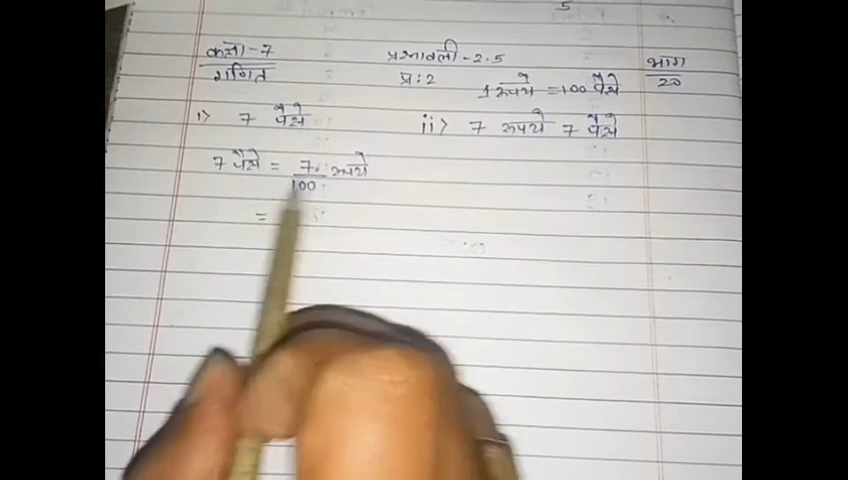 5
कक्षा - 7 प्रश्नावली - 2.5 भाग
गणित प्र: 2 1 रूपये = 100 पैसे 20
i> 7 पैसे ii> 7 रूपये 7 पैसे
7 पैसे = 7 रूपये
100
=